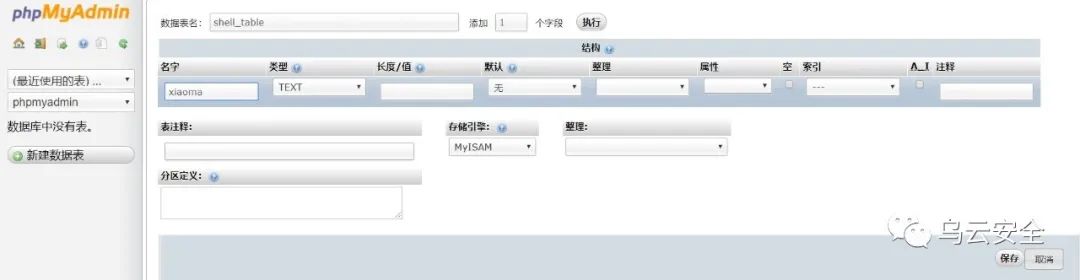 phpMyAdmin
(最近使用的表) ...
phpmyadmin
数据库中没有表。
新建数据表
数据表名： shell_table 添加 1 个字段 执行
结构
名字 类型 长度/值 默认 整理 属性 空 索引 A_I 注释
xiaoma TEXT 无 ---
表注释： 存储引擎： 整理：
MyISAM
分区定义：
乌云安全
保存 取消